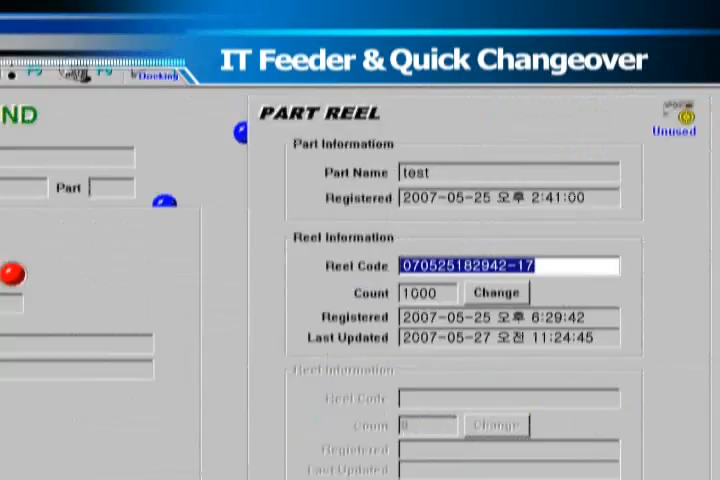 IT Feeder & Quick Changeover
Docking
ND
PART REEL
Unused
Part Information
Part Name test
Part
Registered 2007-05-25 오후 2:41:00
Reel Information
Reel Code 070525182942-17
Count 1000 Change
Registered 2007-05-25 오후 6:29:42
Last Updated 2007-05-27 오전 11:24:45
Reel Information
Reel Code
Count 0 Change
Registered
Last Updated